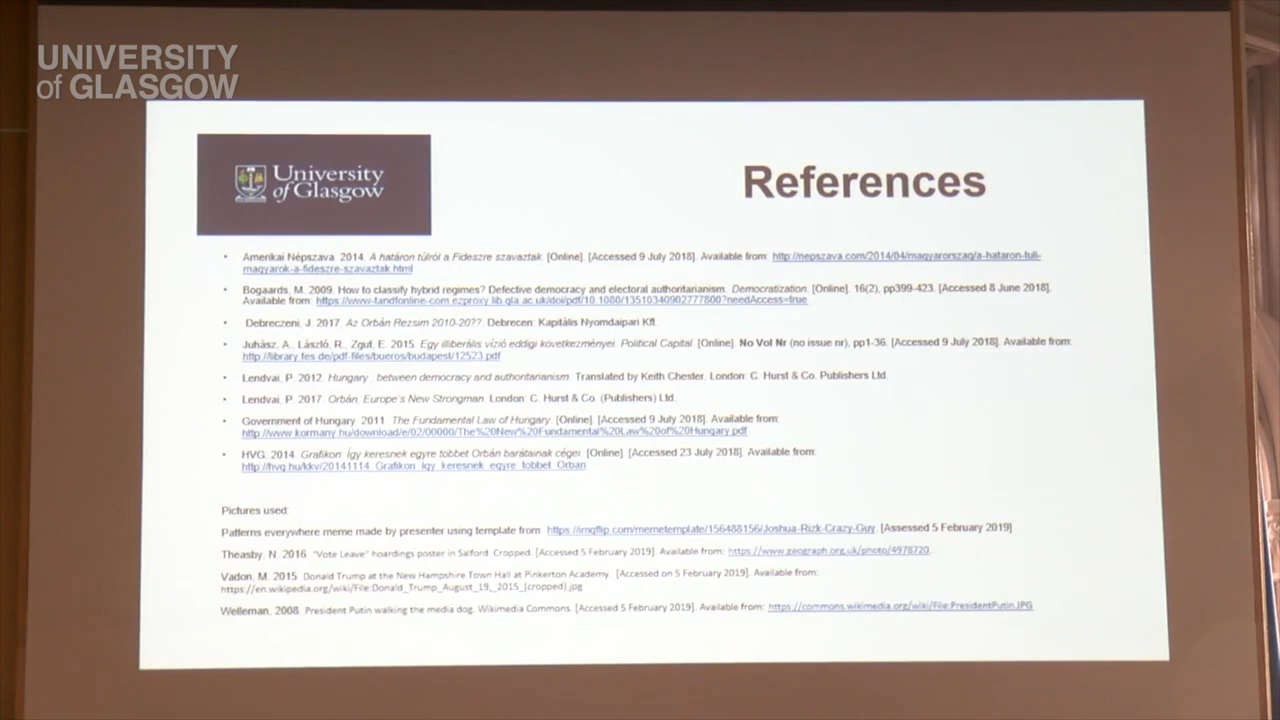 UNIVERSITY
of GLASGOW
University
of Glasgow
References
• Amerikai Népszava. 2014. A határon túlról a Fideszre szavaztak. [Online]. [Accessed 9 July 2018]. Available from: http://nepszava.com/2014/04/magyarorszag/a-hataron-tuli-
magyarok-a-fideszre-szavaztak.html
• Bogaards, M. 2009. How to classify hybrid regimes? Defective democracy and electoral authoritarianism. Democratization. [Online]. 16(2), pp399-423. [Accessed 8 June 2018].
Available from: https://www-tandfonline-com.ezproxy.lib.gla.ac.uk/doi/pdf/10.1080/13510340902777800?needAccess=true
• Debreczeni, J. 2017. Az Orbán Rezsim 2010-20??. Debrecen: Kapitális Nyomdaipari Kft.
• Juhász, A., László, R., Zgut, E. 2015. Egy illiberális vízió eddigi következményei. Political Capital. [Online]. No Vol Nr (no issue nr), pp1-36. [Accessed 9 July 2018]. Available from:
http://library.fes.de/pdf-files/bueros/budapest/12523.pdf
• Lendvai, P. 2012. Hungary : between democracy and authoritarianism. Translated by Keith Chester. London: C. Hurst & Co. Publishers Ltd.
• Lendvai, P. 2017. Orbán, Europe's New Strongman. London: C. Hurst & Co. (Publishers) Ltd.
• Government of Hungary. 2011. The Fundamental Law of Hungary. [Online]. [Accessed 9 July 2018]. Available from:
http://www.kormany.hu/download/e/02/00000/The%20New%20Fundamental%20Law%20of%20Hungary.pdf
• HVG. 2014. Grafikon: Így keresnek egyre többet Orbán barátainak cégei. [Online]. [Accessed 23 July 2018]. Available from:
http://hvg.hu/kkv/20141114_Grafikon_Igy_keresnek_egyre_tobbet_Orban
Pictures used:
Patterns everywhere meme made by presenter using template from: https://imgflip.com/memetemplate/156488156/Joshua-Rizk-Crazy-Guy. [Assessed 5 February 2019]
Theasby, N. 2016. "Vote Leave" hoardings poster in Salford. Cropped. [Accessed 5 February 2019]. Available from: https://www.geograph.org.uk/photo/4978720.
Vadon, M. 2015. Donald Trump at the New Hampshire Town Hall at Pinkerton Academy. [Accessed on 5 February 2019]. Available from:
https://en.wikipedia.org/wiki/File:Donald_Trump_August_19,_2015_(cropped).jpg
Welleman, 2008. President Putin walking the media dog. Wikimedia Commons. [Accessed 5 February 2019]. Available from: https://commons.wikimedia.org/wiki/File:PresidentPutin.JPG